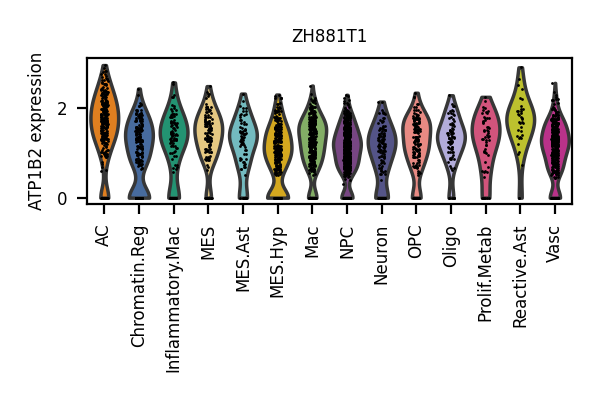 ZH881T1
ATP1B2 expression
2
0
AC
Chromatin.Reg
Inflammatory.Mac
MES
MES.Ast
MES.Hyp
Mac
NPC
Neuron
OPC
Oligo
Prolif.Metab
Reactive.Ast
Vasc